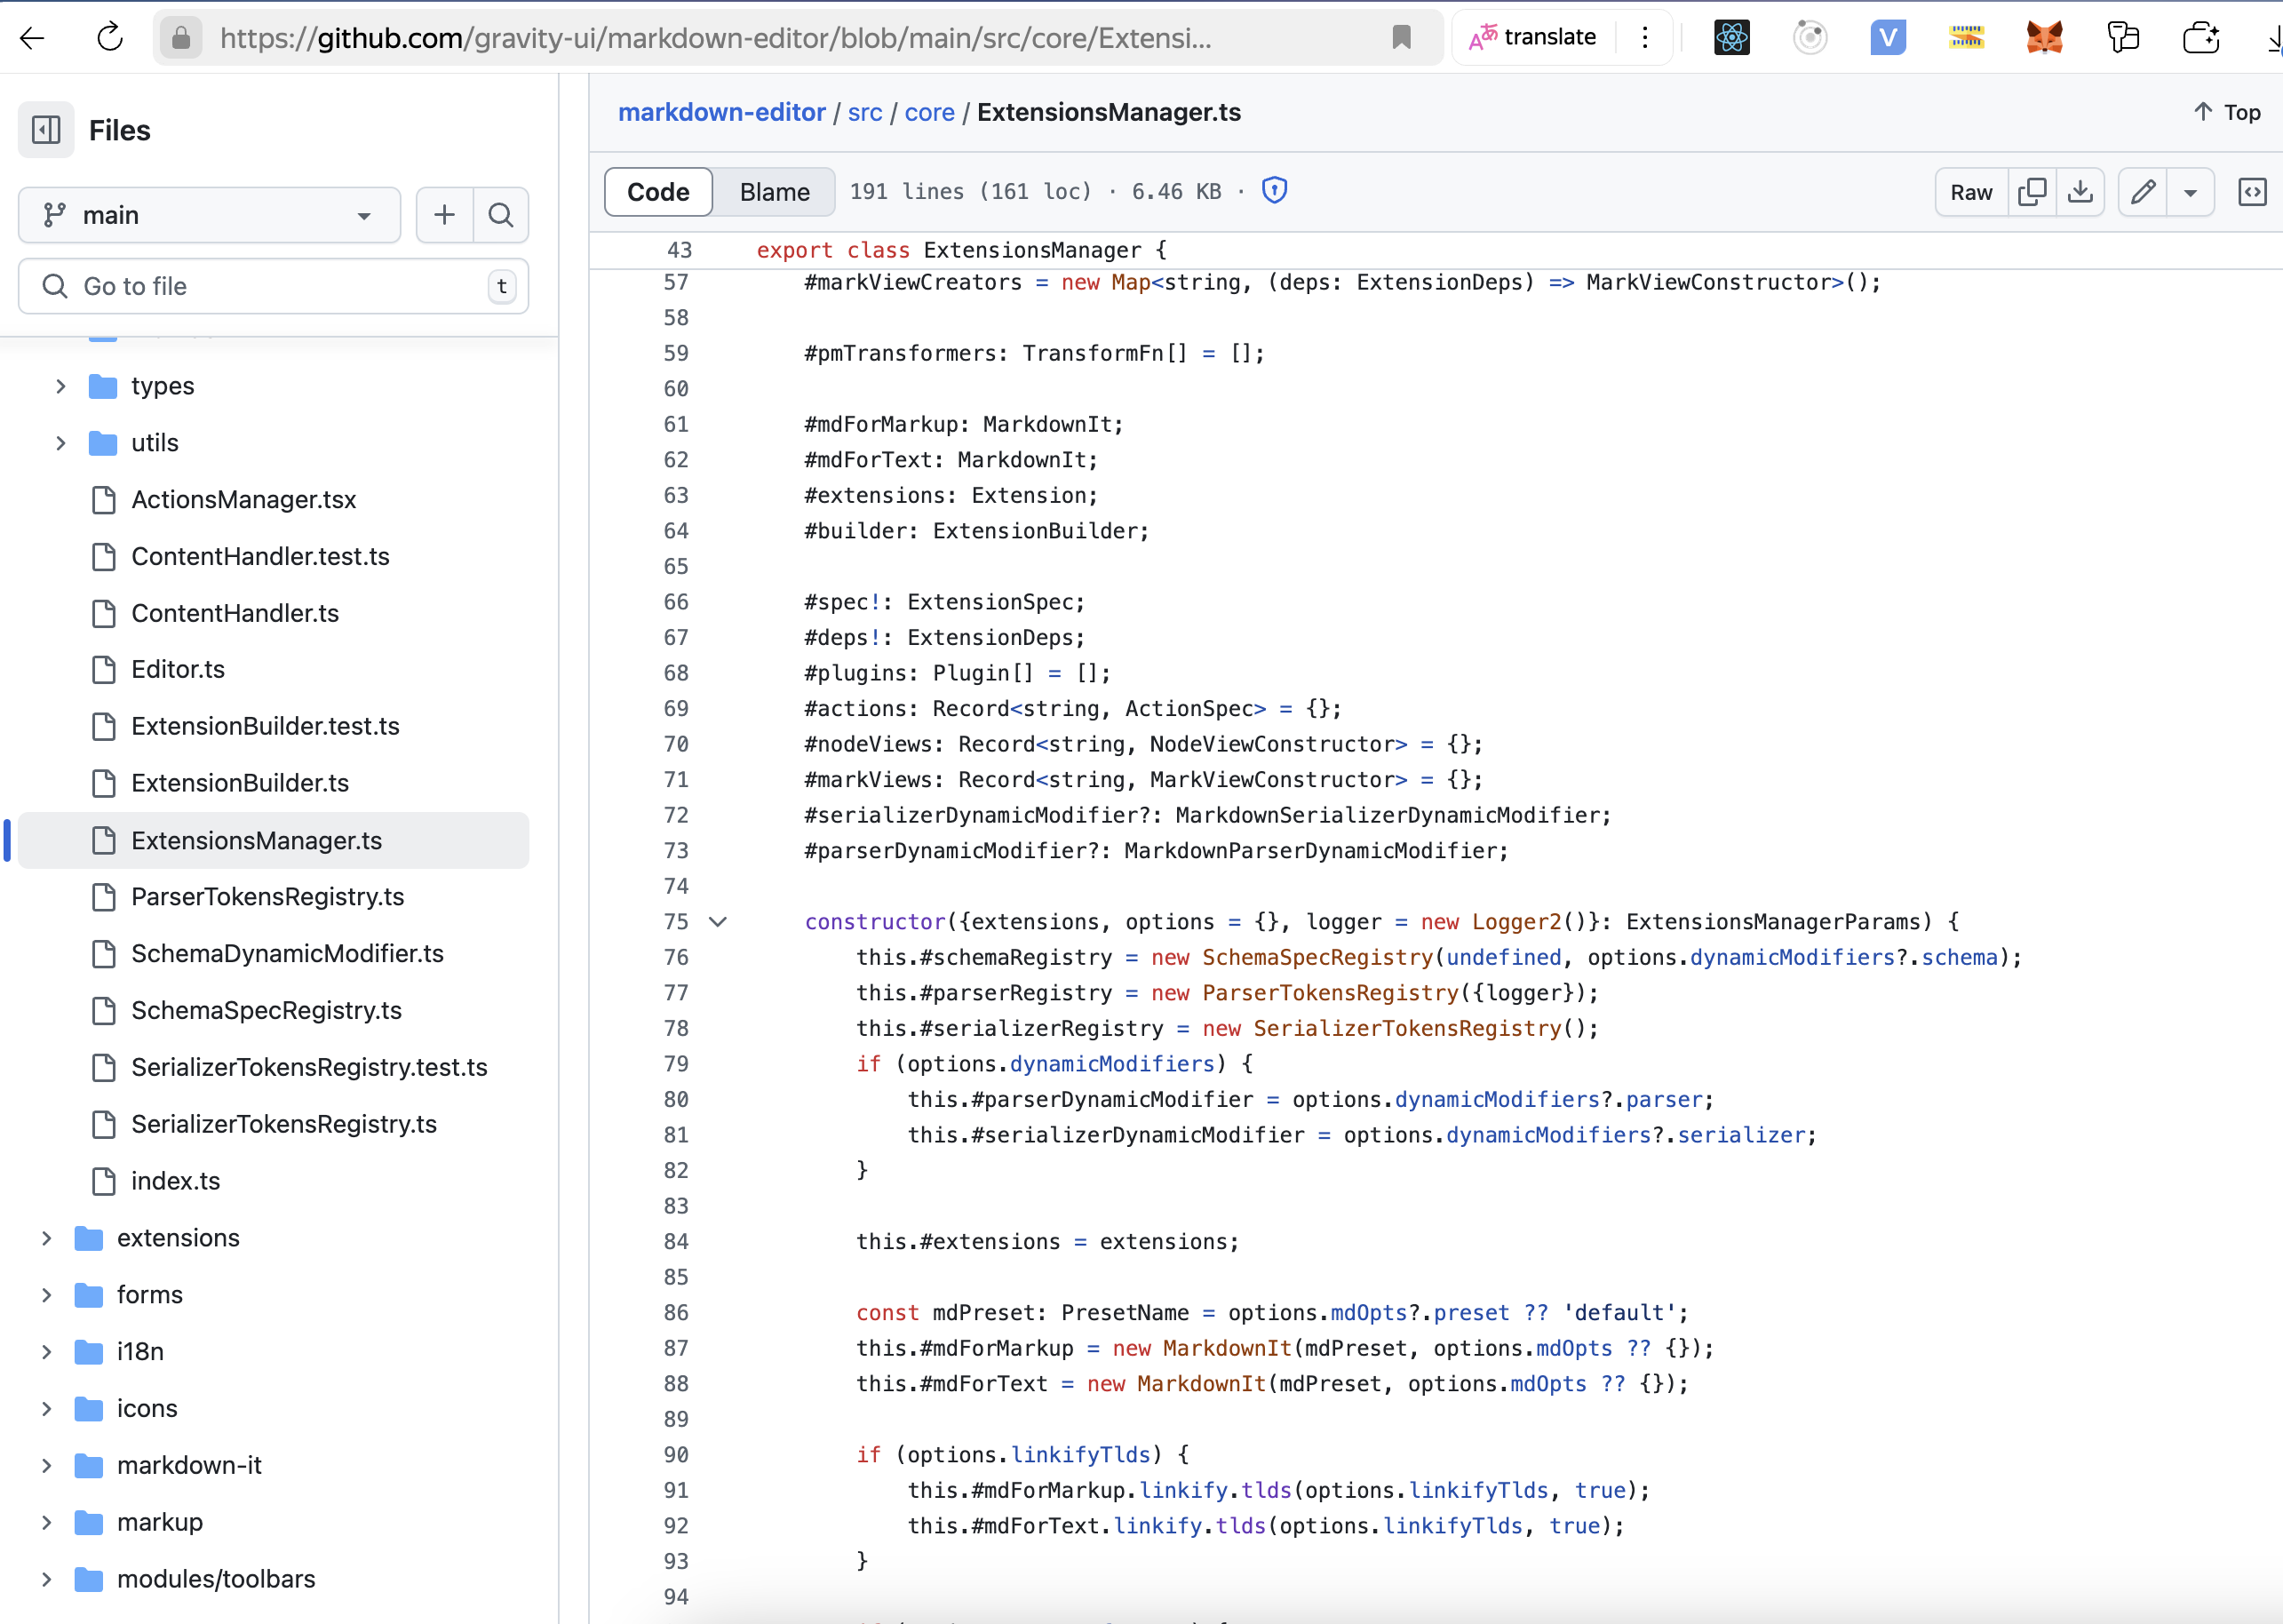 https://github.com/gravity-ui/markdown-editor/blob/main/src/core/Extensi...
translate
V
Files
main
Go to file
t
types
utils
ActionsManager.tsx
ContentHandler.test.ts
ContentHandler.ts
Editor.ts
ExtensionBuilder.test.ts
ExtensionBuilder.ts
ExtensionsManager.ts
ParserTokensRegistry.ts
SchemaDynamicModifier.ts
SchemaSpecRegistry.ts
SerializerTokensRegistry.test.ts
SerializerTokensRegistry.ts
index.ts
extensions
forms
i18n
icons
markdown-it
markup
modules/toolbars
markdown-editor / src / core / ExtensionsManager.ts
Top
Code Blame 191 lines (161 loc) · 6.46 KB ·
Raw
43 export class ExtensionsManager {
57 #markViewCreators = new Map<string, (deps: ExtensionDeps) => MarkViewConstructor>();
58
59 #pmTransformers: TransformFn[] = [];
60
61 #mdForMarkup: MarkdownIt;
62 #mdForText: MarkdownIt;
63 #extensions: Extension;
64 #builder: ExtensionBuilder;
65
66 #spec!: ExtensionSpec;
67 #deps!: ExtensionDeps;
68 #plugins: Plugin[] = [];
69 #actions: Record<string, ActionSpec> = {};
70 #nodeViews: Record<string, NodeViewConstructor> = {};
71 #markViews: Record<string, MarkViewConstructor> = {};
72 #serializerDynamicModifier?: MarkdownSerializerDynamicModifier;
73 #parserDynamicModifier?: MarkdownParserDynamicModifier;
74
75 constructor({extensions, options = {}, logger = new Logger2()}: ExtensionsManagerParams) {
76 this.#schemaRegistry = new SchemaSpecRegistry(undefined, options.dynamicModifiers?.schema);
77 this.#parserRegistry = new ParserTokensRegistry({logger});
78 this.#serializerRegistry = new SerializerTokensRegistry();
79 if (options.dynamicModifiers) {
80 this.#parserDynamicModifier = options.dynamicModifiers?.parser;
81 this.#serializerDynamicModifier = options.dynamicModifiers?.serializer;
82 }
83
84 this.#extensions = extensions;
85
86 const mdPreset: PresetName = options.mdOpts?.preset ?? 'default';
87 this.#mdForMarkup = new MarkdownIt(mdPreset, options.mdOpts ?? {});
88 this.#mdForText = new MarkdownIt(mdPreset, options.mdOpts ?? {});
89
90 if (options.linkifyTlds) {
91 this.#mdForMarkup.linkify.tlds(options.linkifyTlds, true);
92 this.#mdForText.linkify.tlds(options.linkifyTlds, true);
93 }
94